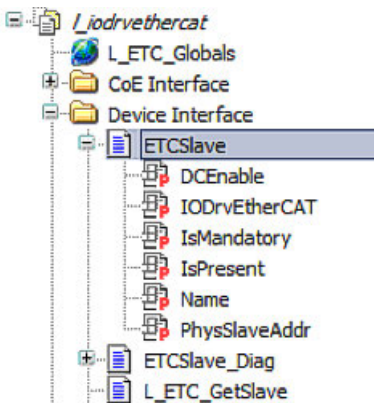 l_iodrvethercat
L_ETC_Globals
CoE Interface
Device Interface
ETCSlave
DCEnable
IODrvEtherCAT
IsMandatory
IsPresent
Name
PhysSlaveAddr
ETCSlave_Diag
L_ETC_GetSlave